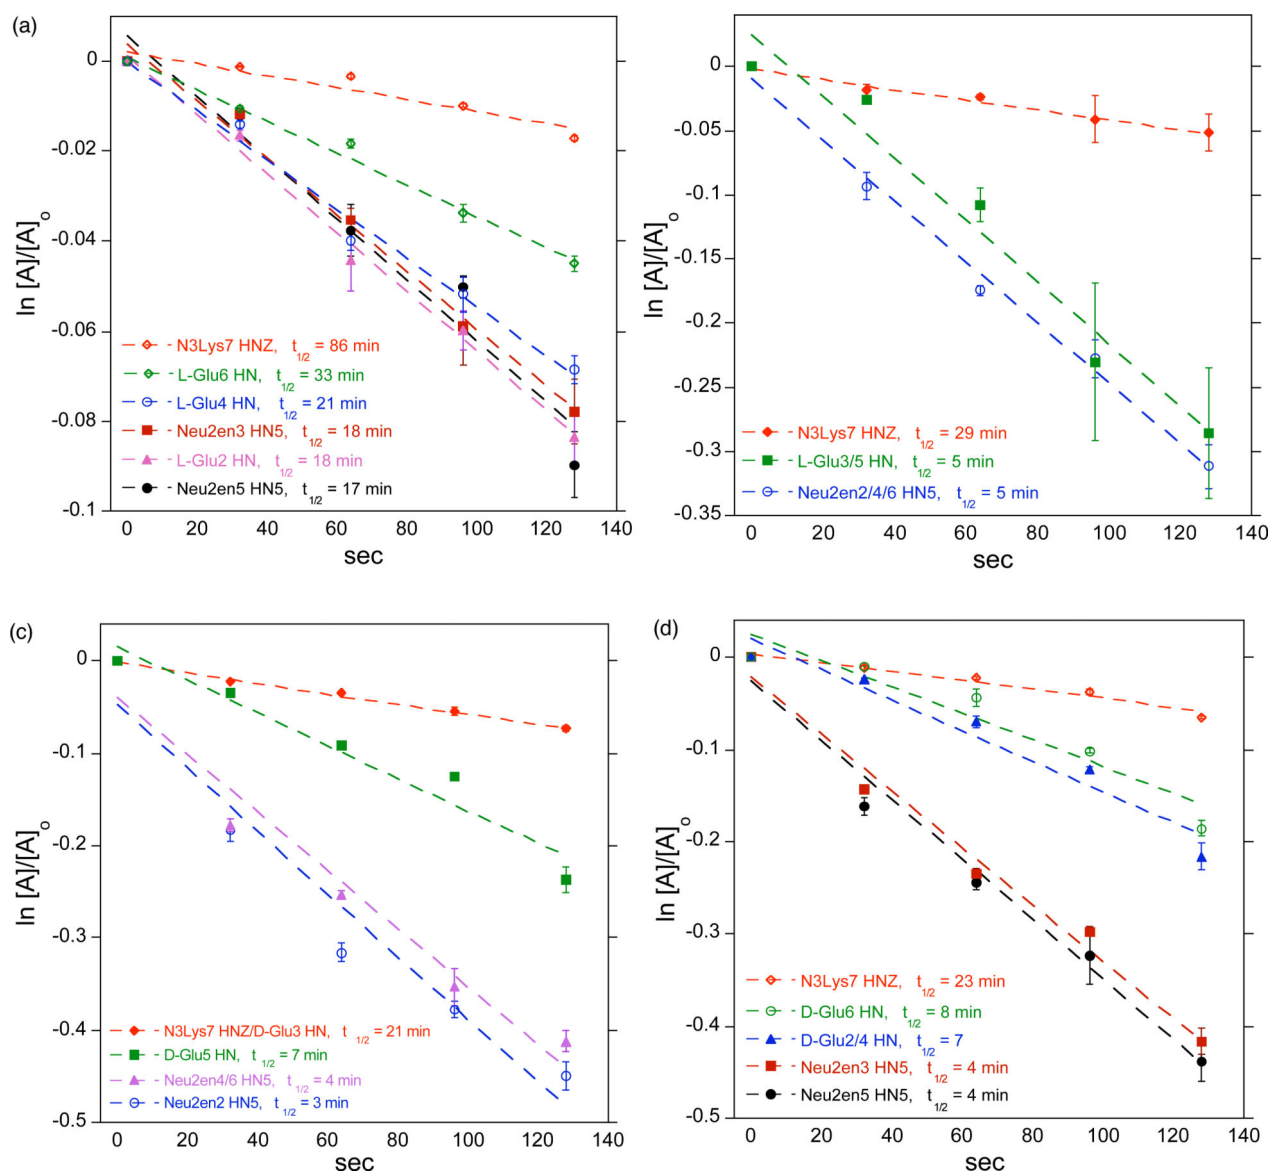 (a)
0
-0.02
-0.04
-0.06
-0.08
-0.1
ln [A]/[A]o
N3Lys7 HNZ, t1/2 = 86 min
L-Glu6 HN, t1/2 = 33 min
L-Glu4 HN, t1/2 = 21 min
Neu2en3 HN5, t1/2 = 18 min
L-Glu2 HN, t1/2 = 18 min
Neu2en5 HN5, t1/2 = 17 min
0 20 40 60 80 100 120 140
sec
0
-0.05
-0.1
-0.15
-0.2
-0.25
-0.3
-0.35
ln [A]/[A]o
N3Lys7 HNZ, t1/2 = 29 min
L-Glu3/5 HN, t1/2 = 5 min
Neu2en2/4/6 HN5, t1/2 = 5 min
0 20 40 60 80 100 120 140
sec
(c)
0
-0.1
-0.2
-0.3
-0.4
-0.5
ln [A]/[A]o
N3Lys7 HNZ/D-Glu3 HN, t1/2 = 21 min
D-Glu5 HN, t1/2 = 7 min
Neu2en4/6 HN5, t1/2 = 4 min
Neu2en2 HN5, t1/2 = 3 min
0 20 40 60 80 100 120 140
sec
(d)
0
-0.1
-0.2
-0.3
-0.4
-0.5
ln [A]/[A]o
N3Lys7 HNZ, t1/2 = 23 min
D-Glu6 HN, t1/2 = 8 min
D-Glu2/4 HN, t1/2 = 7
Neu2en3 HN5, t1/2 = 4 min
Neu2en5 HN5, t1/2 = 4 min
0 20 40 60 80 100 120 140
sec